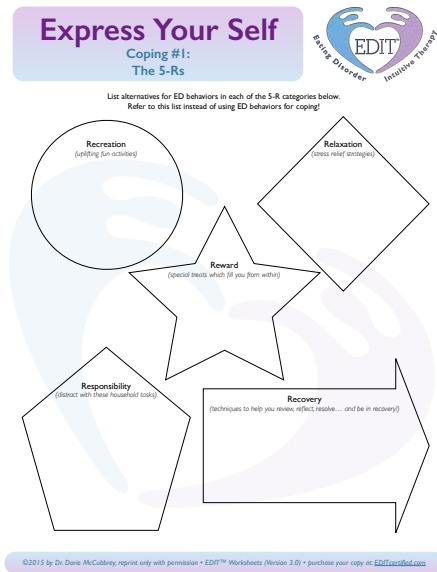 Express Your Self
Coping #1:
The 5-Rs
EDIT™
Eating Disorder
Intuitive Therapy
List alternatives for ED behaviors in each of the 5-R categories below.
Refer to this list instead of using ED behaviors for coping!
Recreation
(uplifting fun activities)
Relaxation
(stress relief strategies)
Reward
(special treats which fill you from within)
Responsibility
(distract with these household tasks)
Recovery
(techniques to help you review, reflect, resolve… and be in recovery!)
©2015 by Dr. Dorie McCubbrey, reprint only with permission • EDIT™ Worksheets (Version 3.0) • purchase your copy at: EDITcertified.com